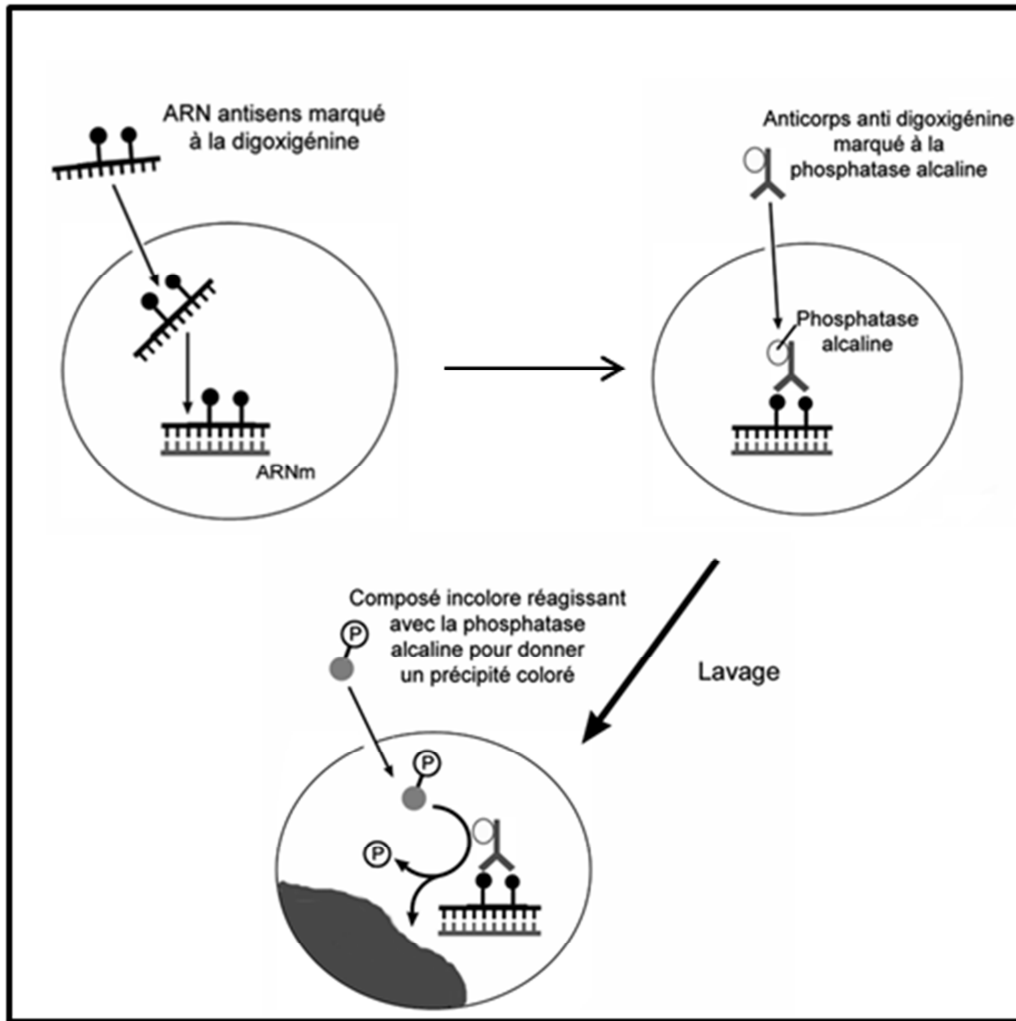 ARN antisens marqué
à la digoxigénine
ARNm
Anticorps anti digoxigénine
marqué à la
phosphatase alcaline
Phosphatase
alcaline
Composé incolore réagissant
avec la phosphatase
alcaline pour donner
un précipité coloré
P
Lavage
P
P